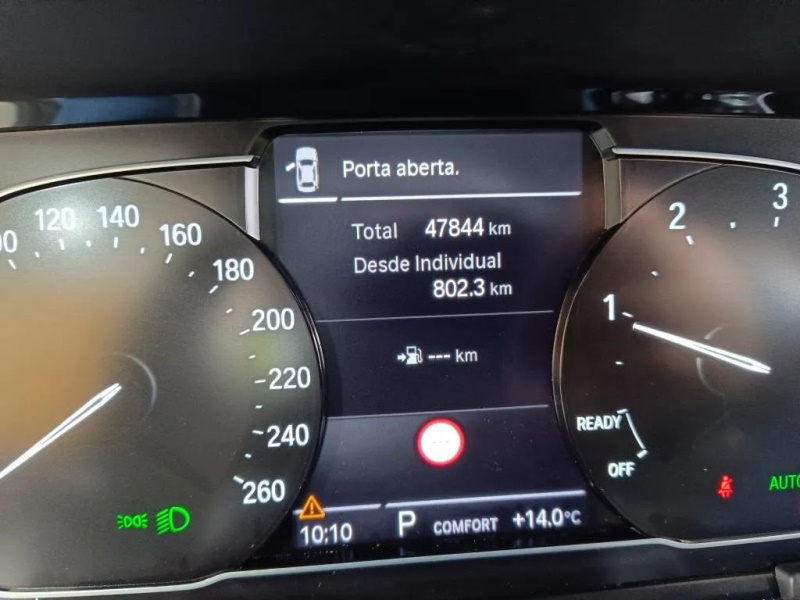 Porta aberta.
Total 47844 km
Desde Individual
802.3 km
--- km
10:10 P COMFORT +14.0°C
120
140
160
180
200
220
240
260
3
2
1
READY
OFF